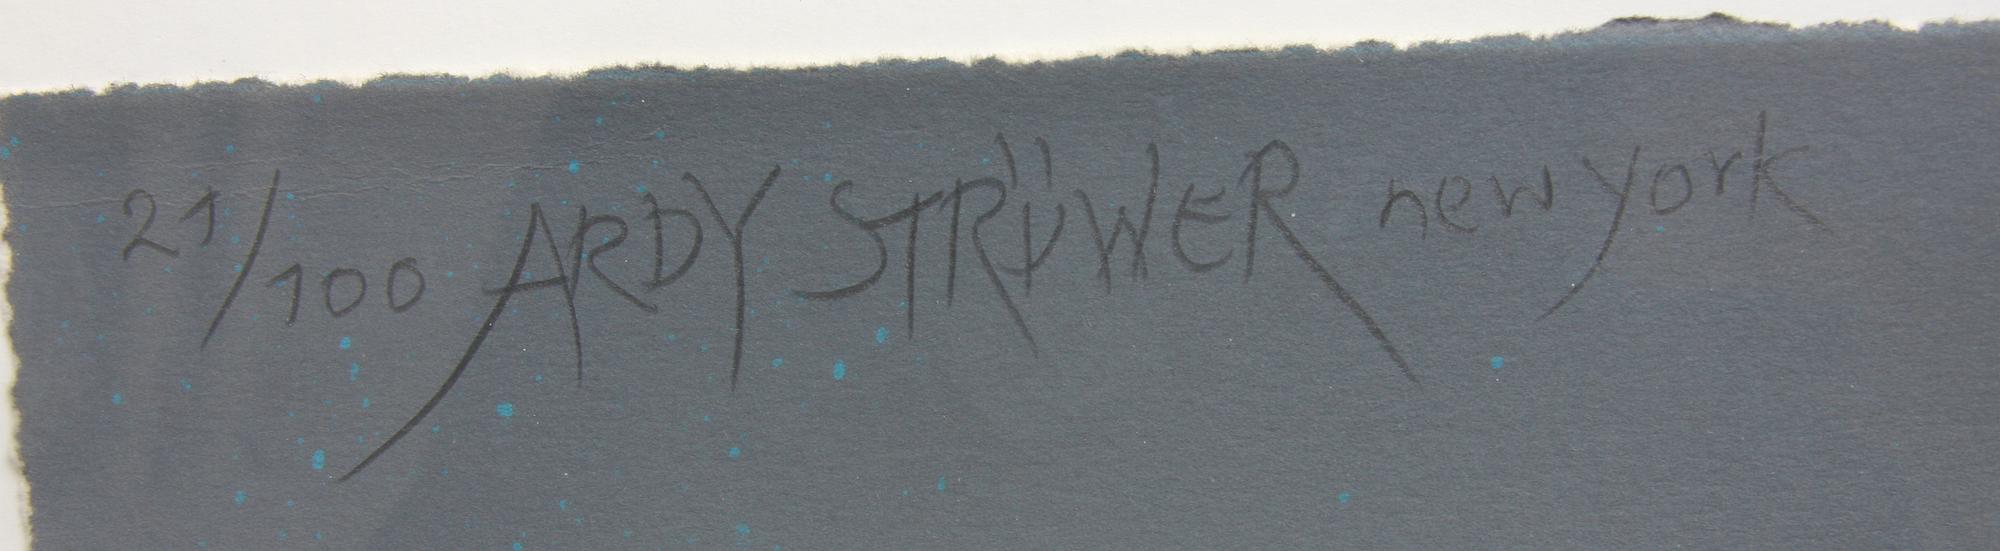 21/100 ARDY STRÜWER new york